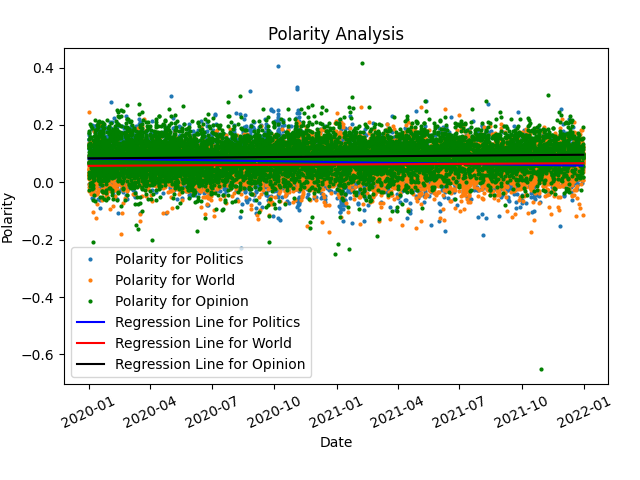 Polarity Analysis
0.4
0.2
0.0
−0.2
−0.4
−0.6
Polarity
Polarity for Politics
Polarity for World
Polarity for Opinion
Regression Line for Politics
Regression Line for World
Regression Line for Opinion
2020-01 2020-04 2020-07 2020-10 2021-01 2021-04 2021-07 2021-10 2022-01
Date